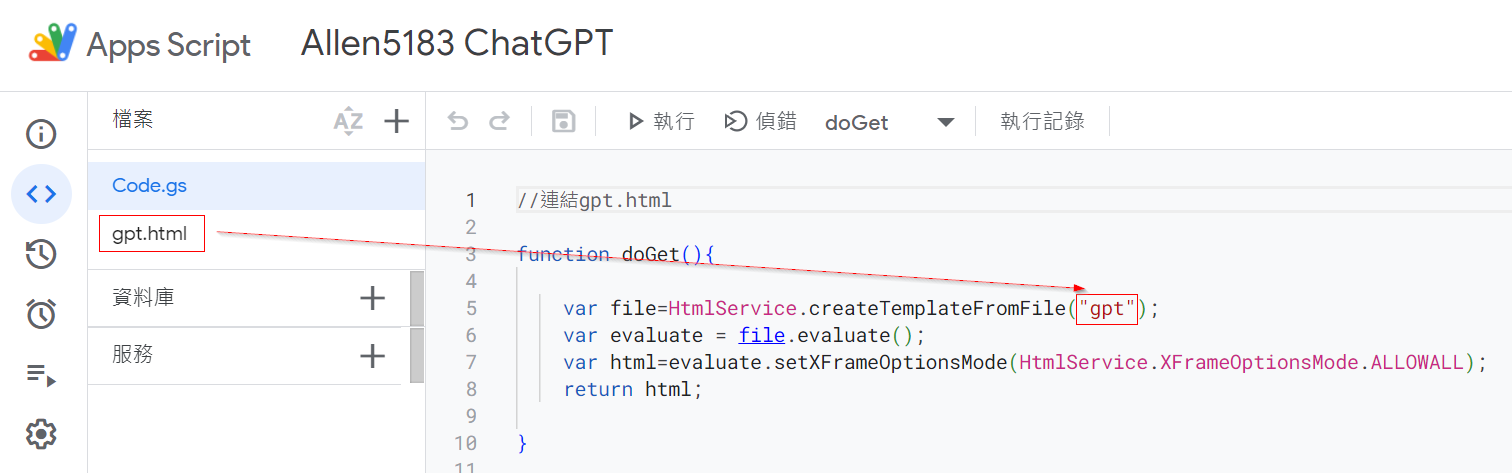 Apps Script Allen5183 ChatGPT
檔案 AZ 執行 偵錯 doGet 執行記錄
Code.gs
gpt.html
資料庫
服務
1 //連結gpt.html
2
3 function doGet(){
4
5 var file=HtmlService.createTemplateFromFile("gpt");
6 var evaluate = file.evaluate();
7 var html=evaluate.setXFrameOptionsMode(HtmlService.XFrameOptionsMode.ALLOWALL);
8 return html;
9
10 }
11